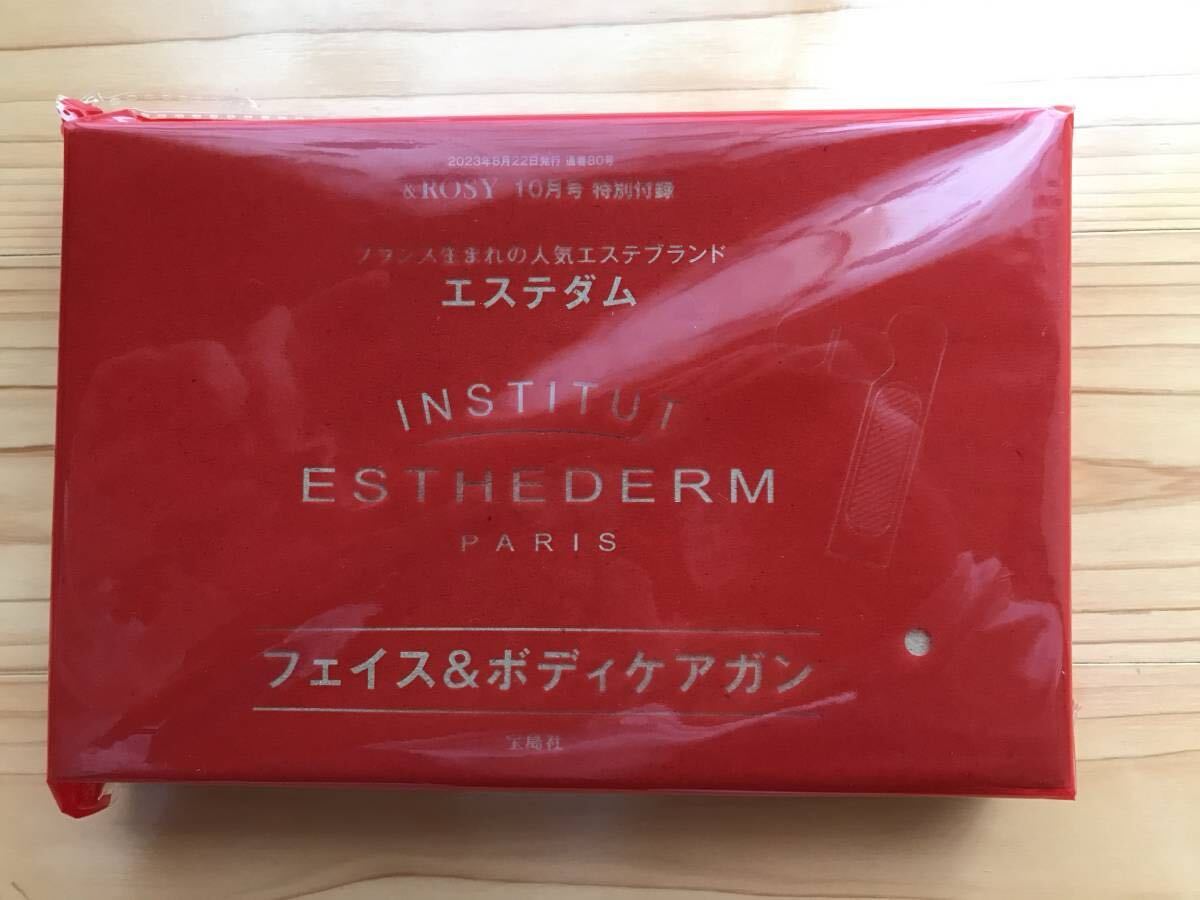 2023年8月22日発行 通巻80号
&ROSY 10月号 特別付録
フランス生まれの人気エステブランド
エステダム
INSTITUT
ESTHEDERM
PARIS
フェイス&ボディケアガン
宝島社